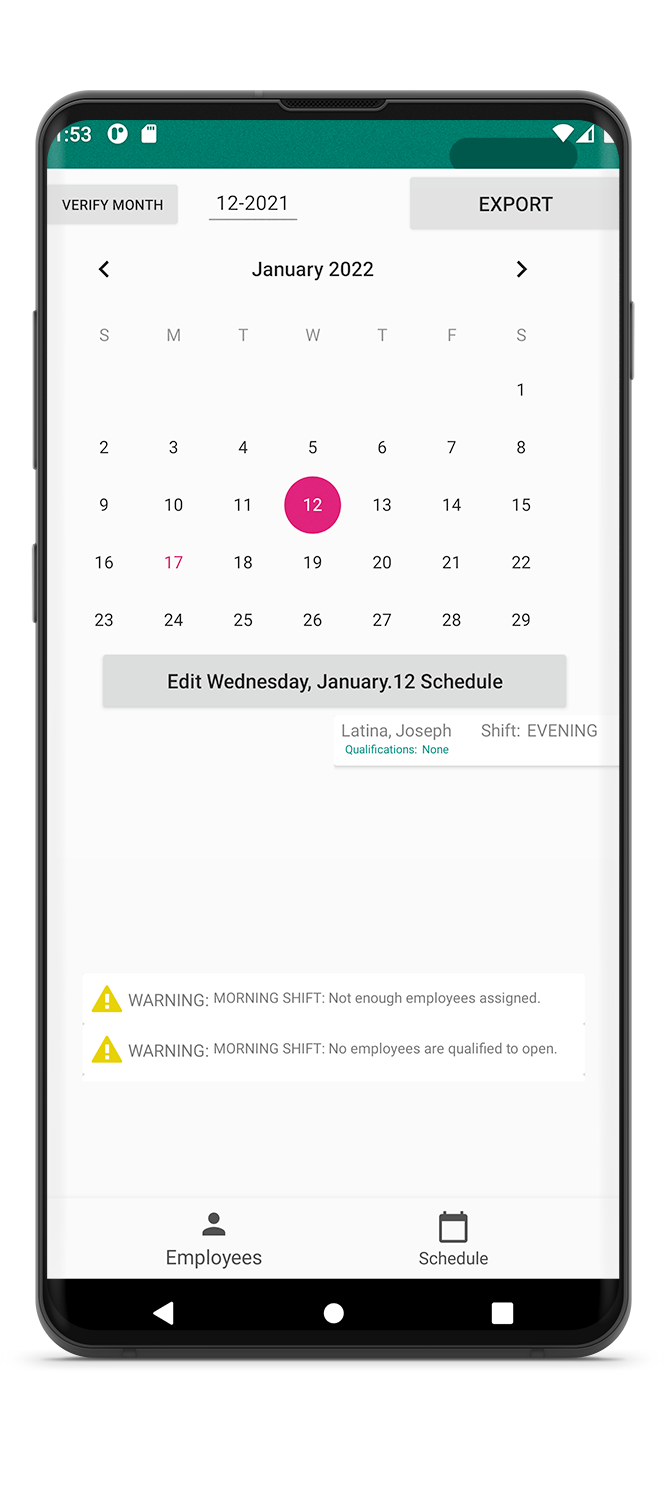 :53
VERIFY MONTH 12-2021 EXPORT
January 2022
S M T W T F S
1
2 3 4 5 6 7 8
9 10 11 12 13 14 15
16 17 18 19 20 21 22
23 24 25 26 27 28 29
Edit Wednesday, January.12 Schedule
Latina, Joseph Shift: EVENING
Qualifications: None
WARNING: MORNING SHIFT: Not enough employees assigned.
WARNING: MORNING SHIFT: No employees are qualified to open.
Employees Schedule